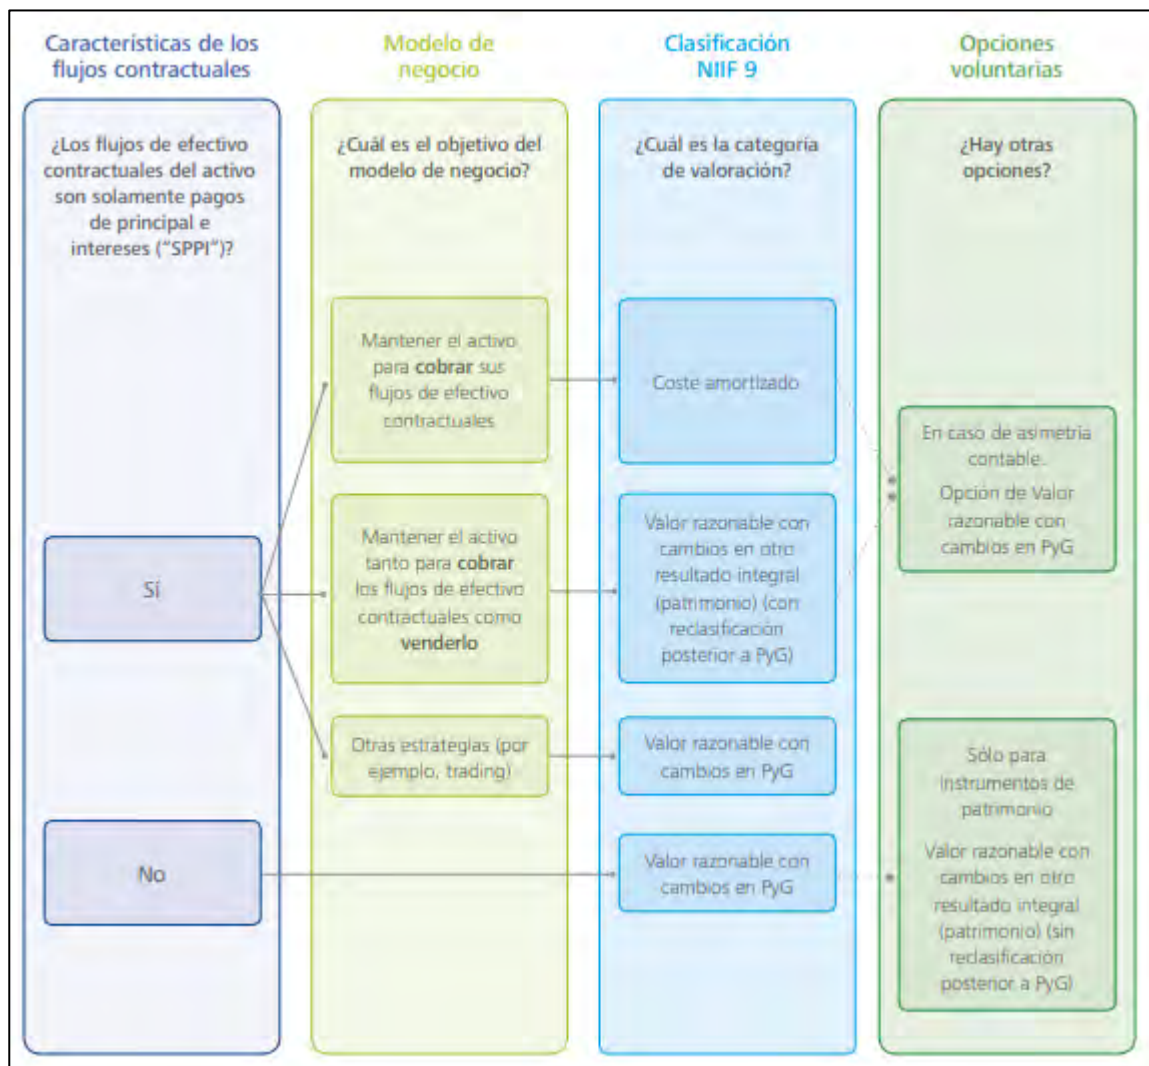 Características de los
flujos contractuales
¿Los flujos de efectivo
contractuales del activo
son solamente pagos
de principal e
intereses ("SPPI")?
Sí
No
Modelo de
negocio
¿Cuál es el objetivo del
modelo de negocio?
Mantener el activo
para cobrar sus
flujos de efectivo
contractuales
Mantener el activo
tanto para cobrar
los flujos de efectivo
contractuales como
venderlo
Otras estrategias (por
ejemplo, trading)
Clasificación
NIIF 9
¿Cuál es la categoría
de valoración?
Coste amortizado
Valor razonable con
cambios en otro
resultado integral
(patrimonio) (con
reclasificación
posterior a PyG)
Valor razonable con
cambios en PyG
Valor razonable con
cambios en PyG
Opciones
voluntarias
¿Hay otras
opciones?
En caso de asimetría
contable.
Opción de Valor
razonable con
cambios en PyG
Sólo para
instrumentos de
patrimonio
Valor razonable con
cambios en otro
resultado integral
(patrimonio) (sin
reclasificación
posterior a PyG)